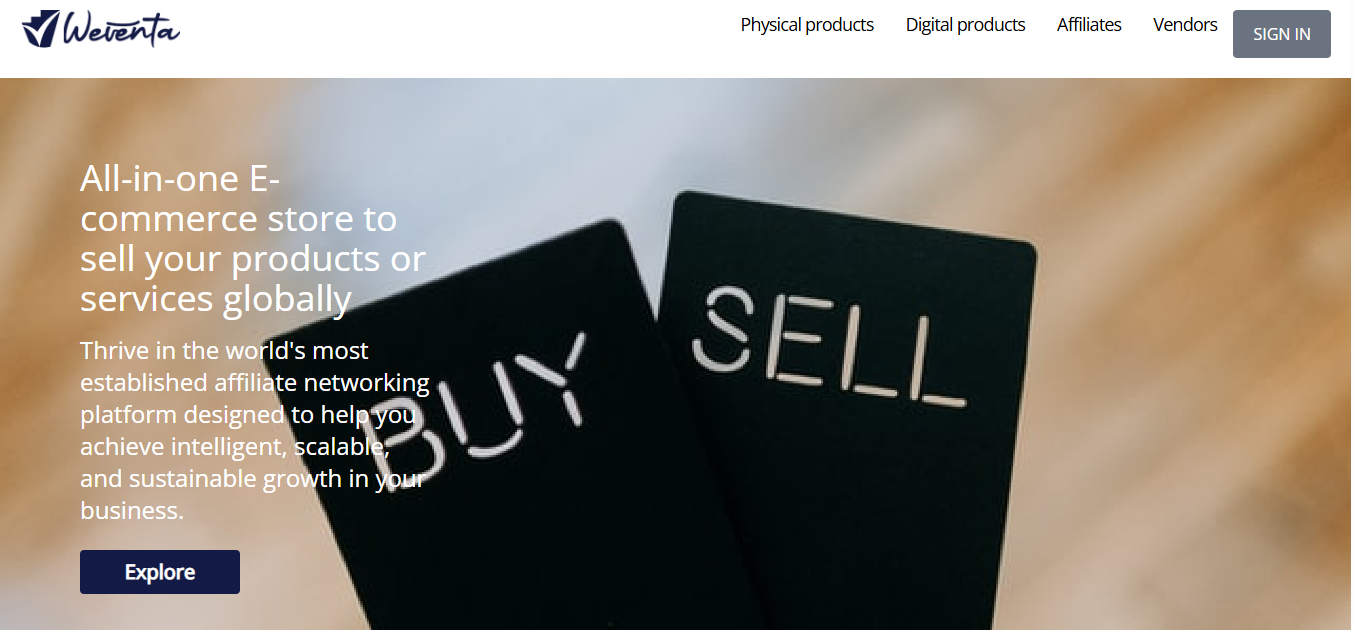 Weventa
Physical products
Digital products
Affiliates
Vendors
SIGN IN
All-in-one E-
commerce store to
sell your products or
services globally
Thrive in the world's most
established affiliate networking
platform designed to help you
achieve intelligent, scalable,
and sustainable growth in your
business.
Explore
BUY
SELL